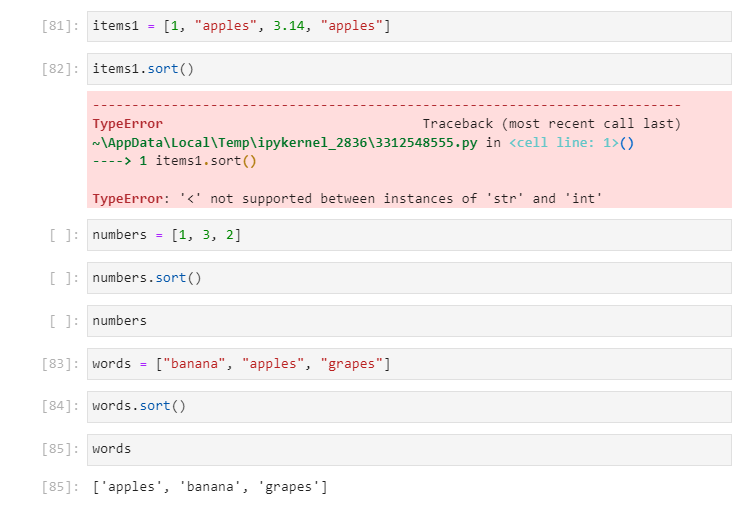 [81]: items1 = [1, "apples", 3.14, "apples"]
[82]: items1.sort()
---------------------------------------------------------------------------
TypeError                                 Traceback (most recent call last)
~\AppData\Local\Temp\ipykernel_2836\3312548555.py in <cell line: 1>()
----> 1 items1.sort()
TypeError: '<' not supported between instances of 'str' and 'int'
[ ]: numbers = [1, 3, 2]
[ ]: numbers.sort()
[ ]: numbers
[83]: words = ["banana", "apples", "grapes"]
[84]: words.sort()
[85]: words
[85]: ['apples', 'banana', 'grapes']